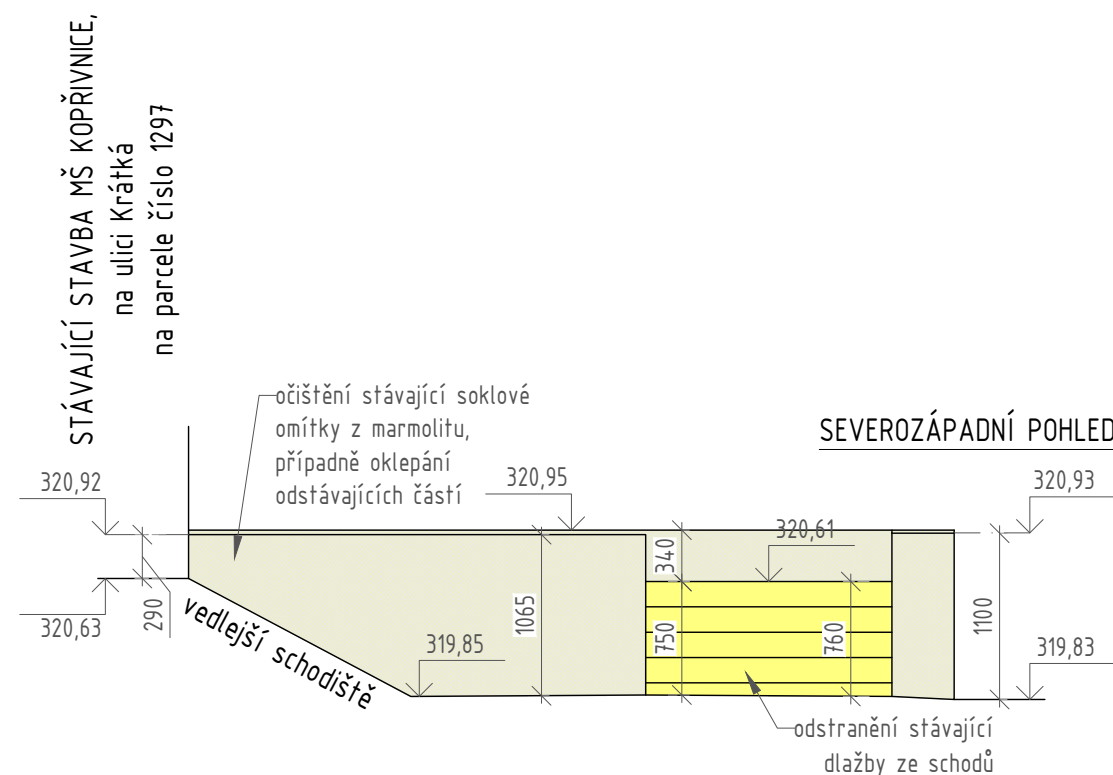 STÁVAJÍCÍ STAVBA MŠ KOPŘIVNICE,
na ulici Krátká
na parcele číslo 1297
očištění stávající soklové
omítky z marmolitu,
případně oklepání
odstávajících částí
SEVEROZÁPADNÍ POHLED
320,92
320,95
320,93
320,61
340
290
320,63
vedlejší schodiště
1065
750
760
1100
319,85
319,83
odstranění stávající
dlažby ze schodů